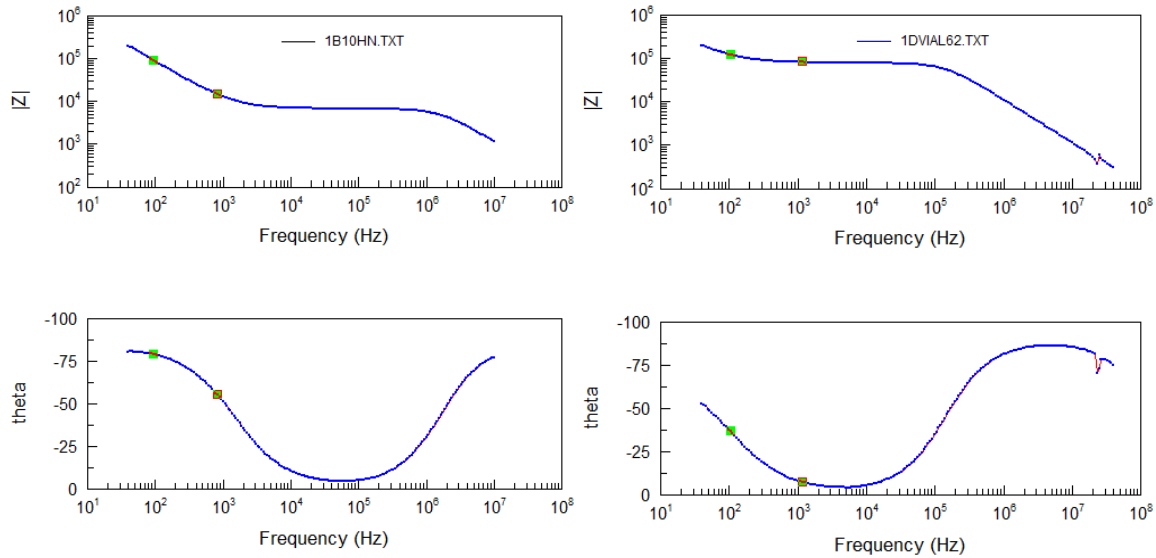 10⁶
10⁵
10⁴
10³
10²
|Z|
1B10HN.TXT
10¹ 10² 10³ 10⁴ 10⁵ 10⁶ 10⁷ 10⁸
Frequency (Hz)
10⁶
10⁵
10⁴
10³
10²
|Z|
1DVIAL62.TXT
10¹ 10² 10³ 10⁴ 10⁵ 10⁶ 10⁷ 10⁸
Frequency (Hz)
-100
-75
-50
-25
0
theta
10¹ 10² 10³ 10⁴ 10⁵ 10⁶ 10⁷ 10⁸
Frequency (Hz)
-100
-75
-50
-25
0
theta
10¹ 10² 10³ 10⁴ 10⁵ 10⁶ 10⁷ 10⁸
Frequency (Hz)